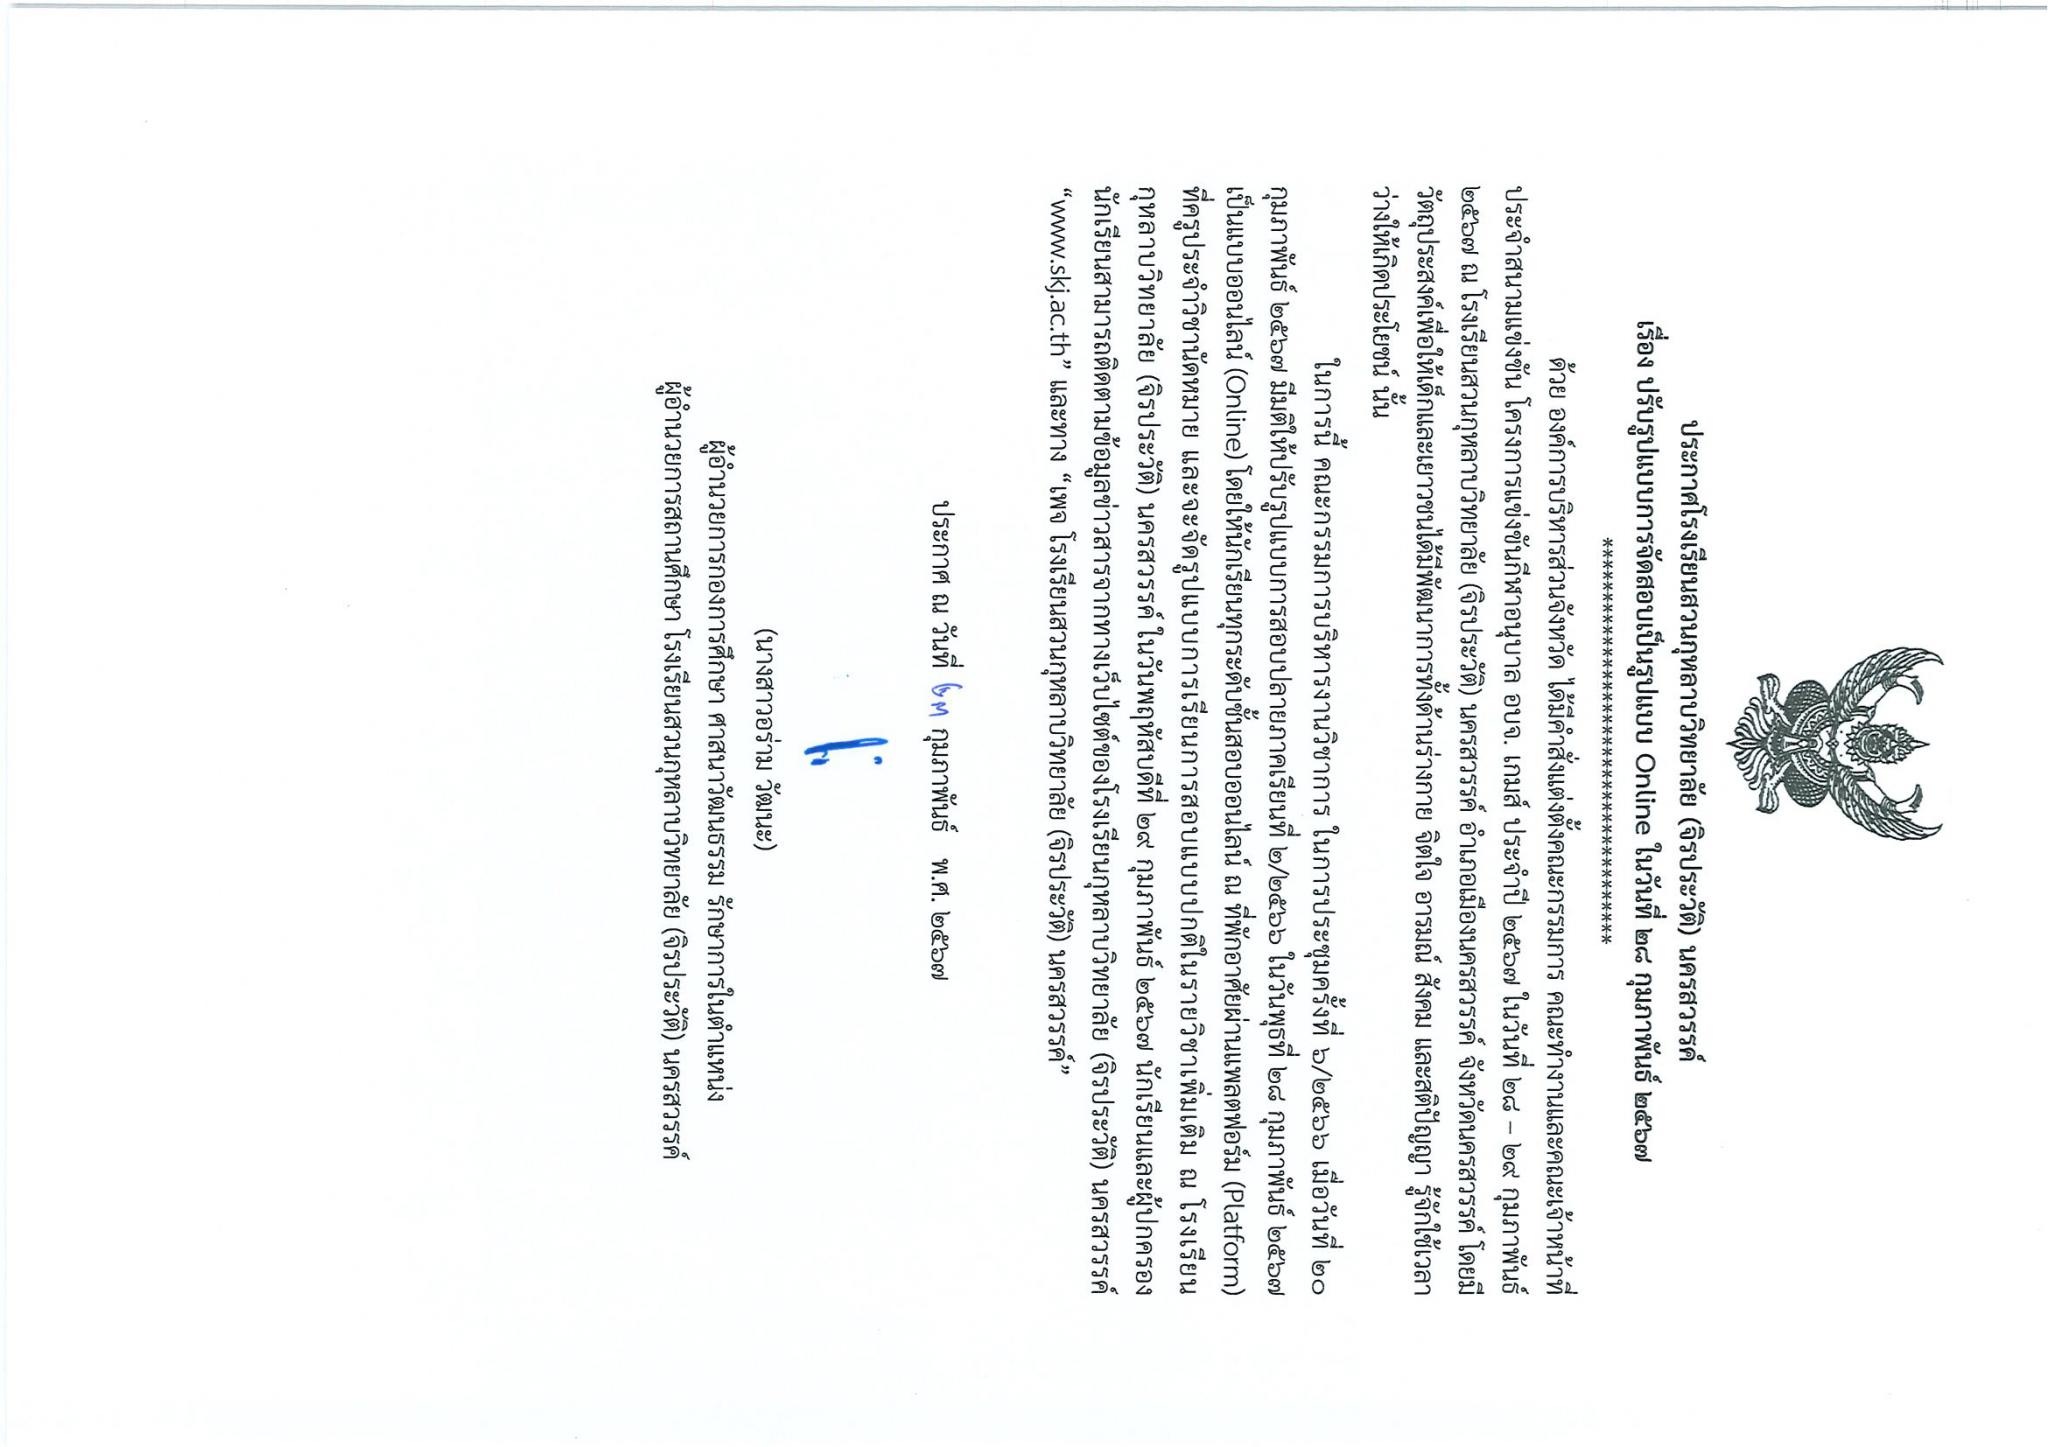 ประกาศโรงเรียนสวนกุหลาบวิทยาลัย (จิรประวัติ) นครสวรรค์
เรื่อง ปรับรูปแบบการจัดสอบเป็นรูปแบบ Online ในวันที่ ๒๘ กุมภาพันธ์ ๒๕๖๗
************************************
ด้วย องค์การบริหารส่วนจังหวัด ได้มีคำสั่งแต่งตั้งคณะกรรมการ คณะทำงานและคณะเจ้าหน้าที่
ประจำสนามแข่งขัน โครงการแข่งขันกีฬาอนุบาล อบจ. เกมส์ ประจำปี ๒๕๖๗ ในวันที่ ๒๘ – ๒๙ กุมภาพันธ์
๒๕๖๗ ณ โรงเรียนสวนกุหลาบวิทยาลัย (จิรประวัติ) นครสวรรค์ อำเภอเมืองนครสวรรค์ จังหวัดนครสวรรค์ โดยมี
วัตถุประสงค์เพื่อให้เด็กและเยาวชนได้มีพัฒนาการทั้งด้านร่างกาย จิตใจ อารมณ์ สังคม และสติปัญญา รู้จักใช้เวลา
ว่างให้เกิดประโยชน์ นั้น
ในการนี้ คณะกรรมการบริหารงานวิชาการ ในการประชุมครั้งที่ ๖/๒๕๖๖ เมื่อวันที่ ๒๐
กุมภาพันธ์ ๒๕๖๗ มีมติให้ปรับรูปแบบการสอบปลายภาคเรียนที่ ๒/๒๕๖๖ ในวันพุธที่ ๒๘ กุมภาพันธ์ ๒๕๖๗
เป็นแบบออนไลน์ (Online) โดยให้นักเรียนทุกระดับชั้นสอบออนไลน์ ณ ที่พักอาศัยผ่านแพลตฟอร์ม (Platform)
ที่ครูประจำวิชานัดหมาย และจะจัดรูปแบบการเรียนการสอบแบบปกติในรายวิชาเพิ่มเติม ณ โรงเรียน
กุหลาบวิทยาลัย (จิรประวัติ) นครสวรรค์ ในวันพฤหัสบดีที่ ๒๙ กุมภาพันธ์ ๒๕๖๗ นักเรียนและผู้ปกครอง
นักเรียนสามารถติดตามข้อมูลข่าวสารจากทางเว็บไซต์ของโรงเรียนกุหลาบวิทยาลัย (จิรประวัติ) นครสวรรค์
“www.skj.ac.th” และทาง “เพจ โรงเรียนสวนกุหลาบวิทยาลัย (จิรประวัติ) นครสวรรค์”
ประกาศ ณ วันที่ ๒๓ กุมภาพันธ์ พ.ศ. ๒๕๖๗
(นางสาวอร่าม วัฒนะ)
ผู้อำนวยการกองการศึกษา ศาสนาวัฒนธรรม รักษาการในตำแหน่ง
ผู้อำนวยการสถานศึกษา โรงเรียนสวนกุหลาบวิทยาลัย (จิรประวัติ) นครสวรรค์